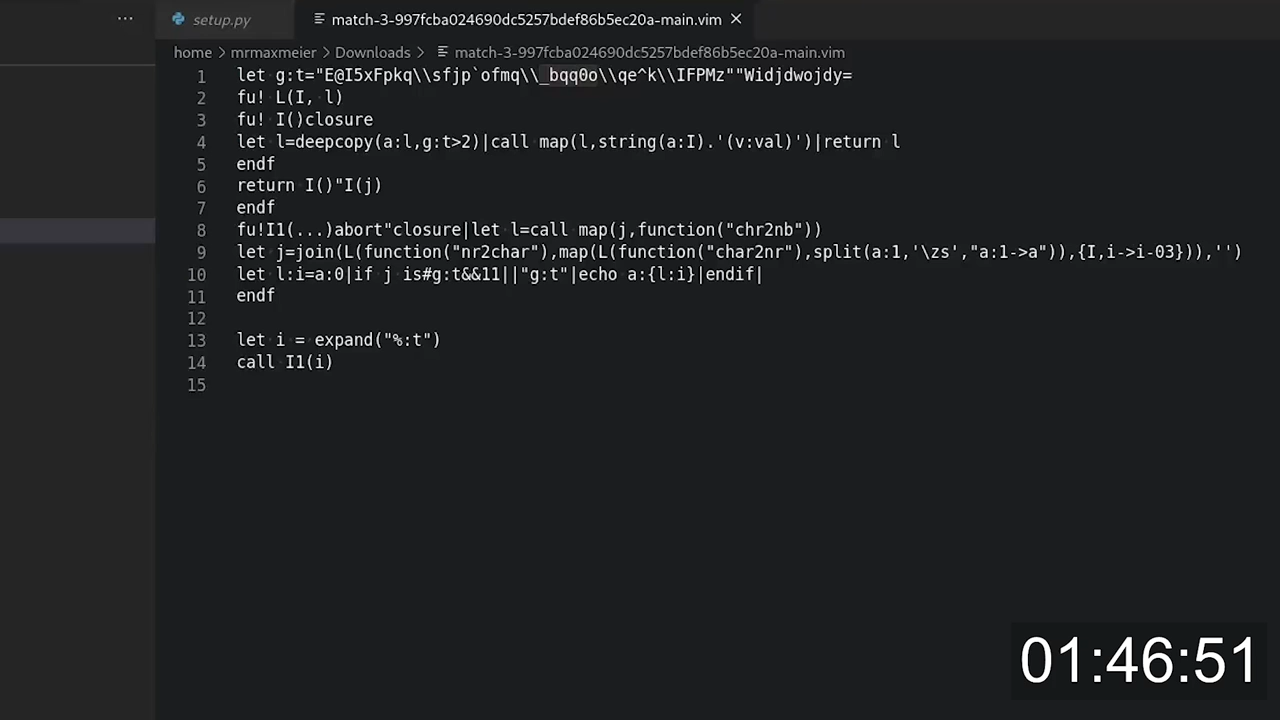 ··· setup.py match-3-997fcba024690dc5257bdef86b5ec20a-main.vim ×
home > mrmaxmeier > Downloads > match-3-997fcba024690dc5257bdef86b5ec20a-main.vim
1 let g:t="E@I5xFpkq\\sfjp`ofmq\\_bqq0o\\qe^k\\IFPMz""Widjdwojdy=
2 fu! L(I, l)
3 fu! I()closure
4 let l=deepcopy(a:l,g:t>2)|call map(l,string(a:I).'(v:val)')|return l
5 endf
6 return I()"I(j)
7 endf
8 fu!I1(...)abort"closure|let l=call map(j,function("chr2nb"))
9 let j=join(L(function("nr2char"),map(L(function("char2nr"),split(a:1,'\zs',"a:1->a")),{I,i->i-03})),'')
10 let l:i=a:0|if j is#g:t&&11||"g:t"|echo a:{l:i}|endif|
11 endf
12
13 let i = expand("%:t")
14 call I1(i)
15
01:46:51